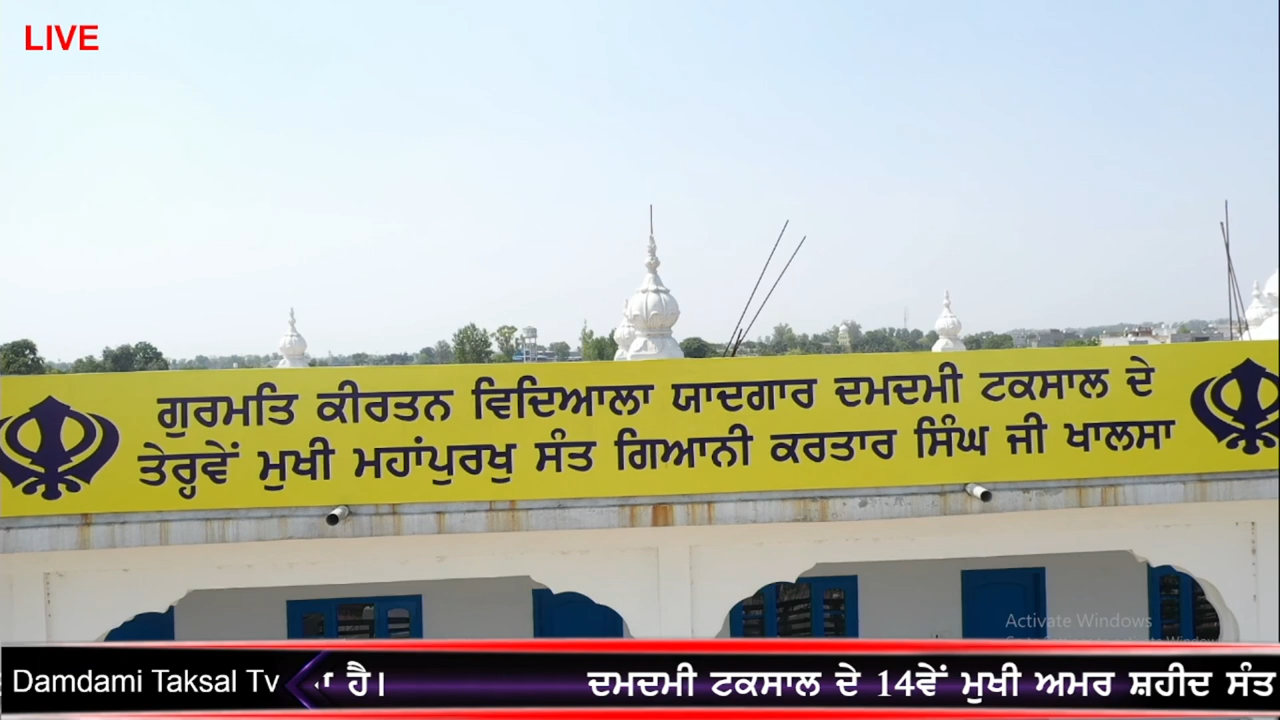 LIVE
ਗੁਰਮਤਿ ਕੀਰਤਨ ਵਿਦਿਆਲਾ ਯਾਦਗਾਰ ਦਮਦਮੀ ਟਕਸਾਲ ਦੇ
ਤੇਰ੍ਹਵੇਂ ਮੁਖੀ ਮਹਾਂਪੁਰਖੁ ਸੰਤ ਗਿਆਨੀ ਕਰਤਾਰ ਸਿੰਘ ਜੀ ਖਾਲਸਾ
Activate Windows
Damdami Taksal Tv ਹੈ। ਦਮਦਮੀ ਟਕਸਾਲ ਦੇ 14ਵੇਂ ਮੁਖੀ ਅਮਰ ਸ਼ਹੀਦ ਸੰਤ